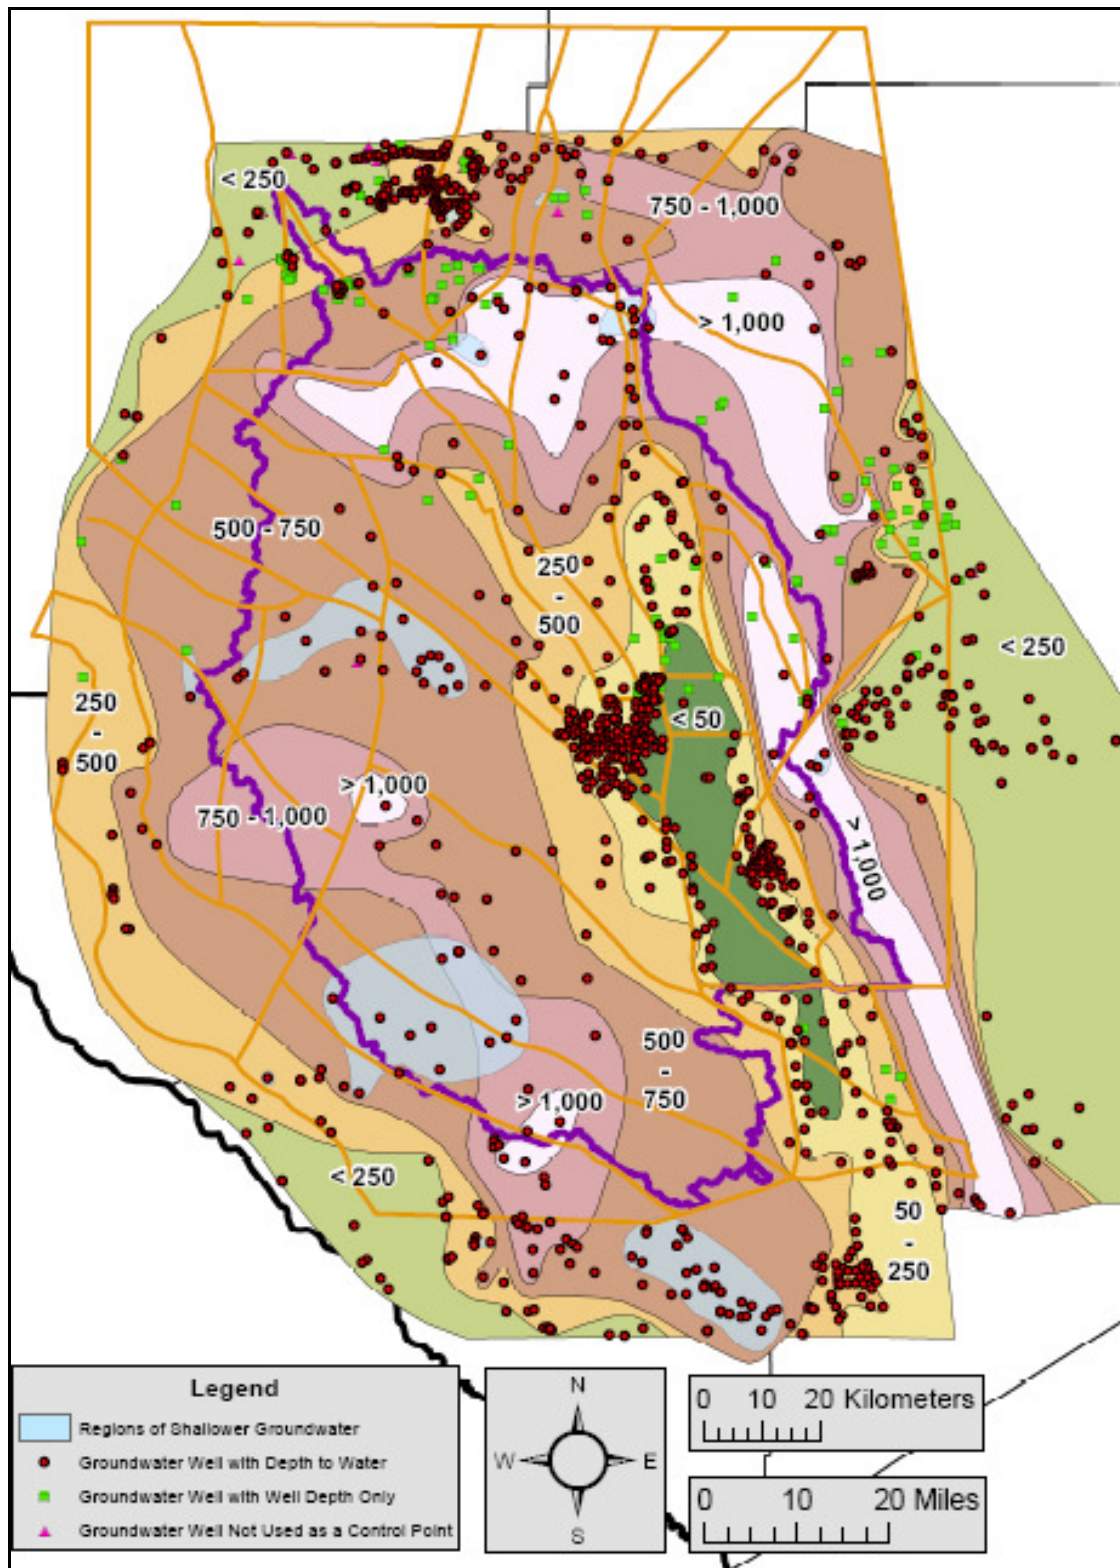 < 250
750 - 1,000
> 1,000
500 - 750
250
-
500
< 250
250
-
500
< 50
> 1,000
750 - 1,000
> 1,000
500
-
750
> 1,000
< 250
50
-
250
Legend
Regions of Shallower Groundwater
Groundwater Well with Depth to Water
Groundwater Well with Well Depth Only
Groundwater Well Not Used as a Control Point
N
W E
S
0 10 20 Kilometers
0 10 20 Miles